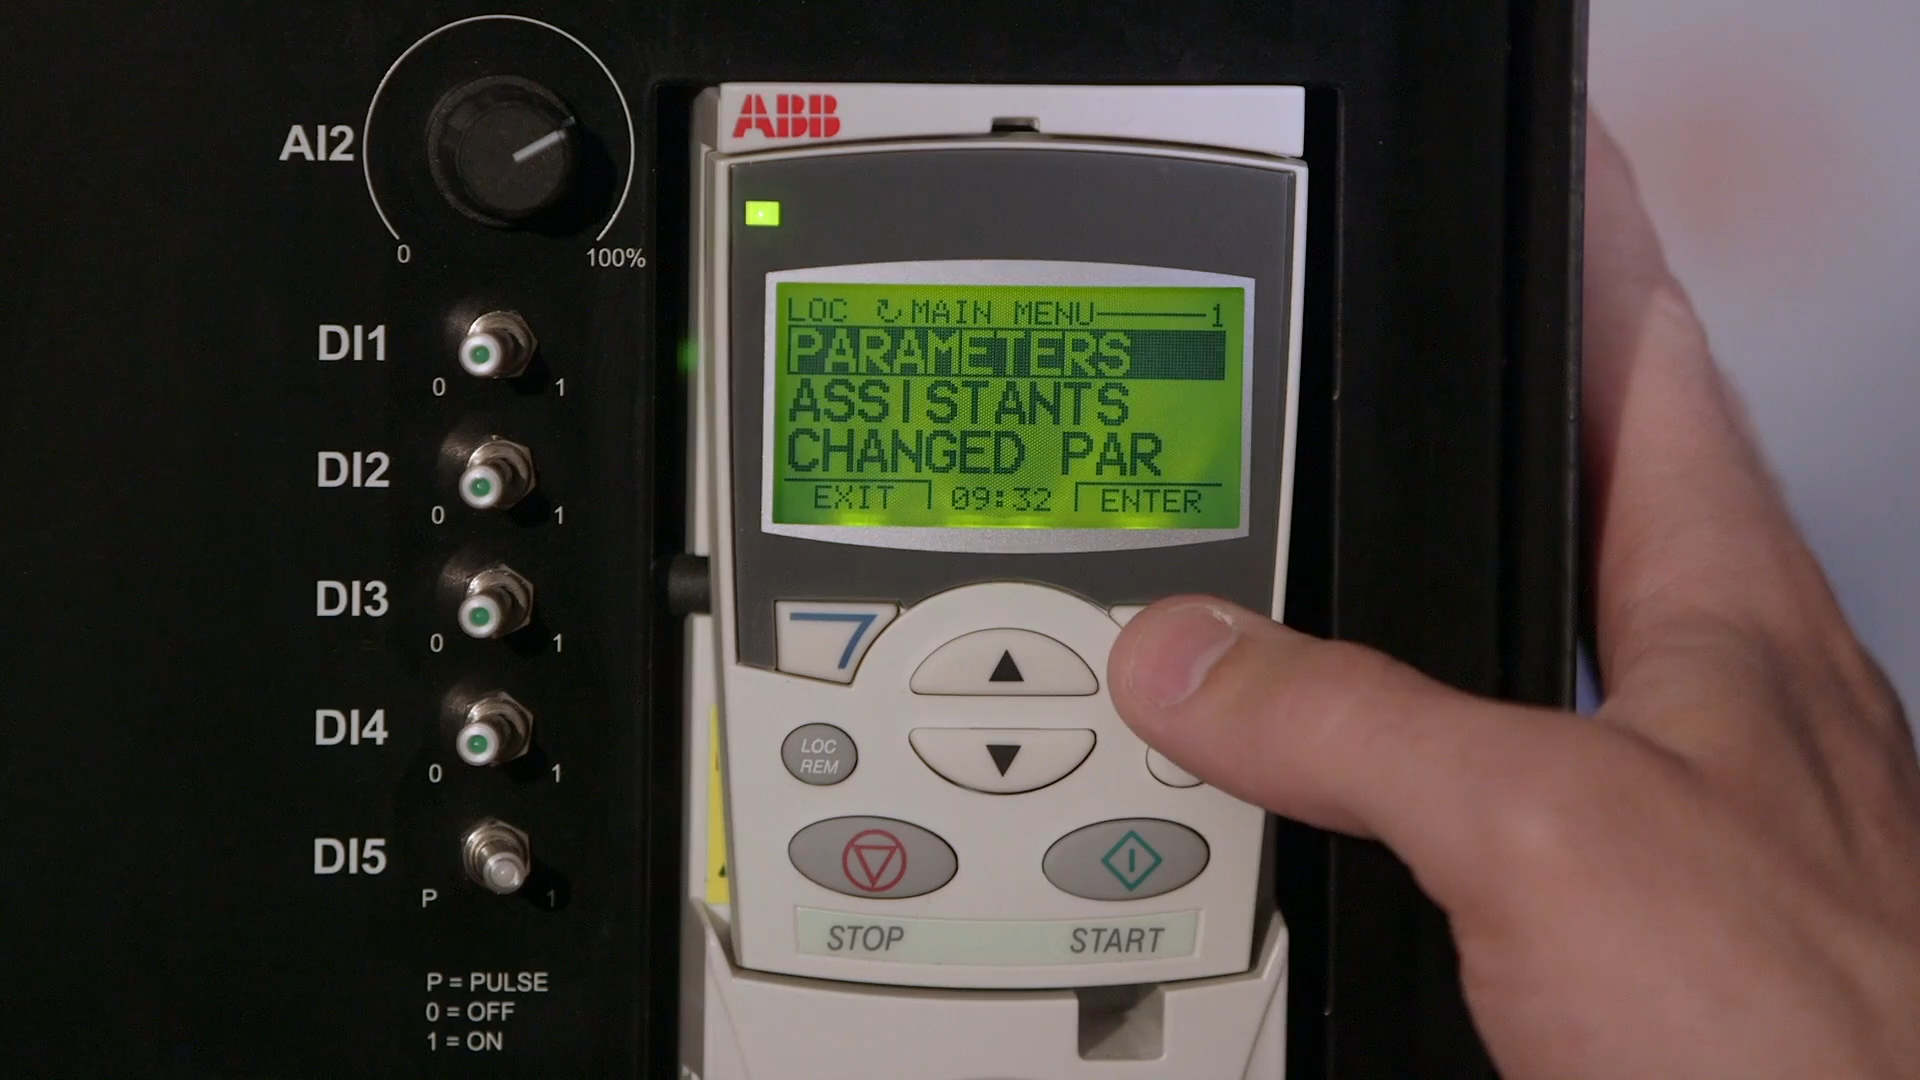 AI2
0 100%
DI1
0 1
DI2
0 1
DI3
0 1
DI4
0 1
DI5
P 1
P = PULSE
0 = OFF
1 = ON
ABB
LOC ↻ MAIN MENU 1
PARAMETERS
ASSISTANTS
CHANGED PAR
EXIT 09:32 ENTER
LOC
REM
STOP START